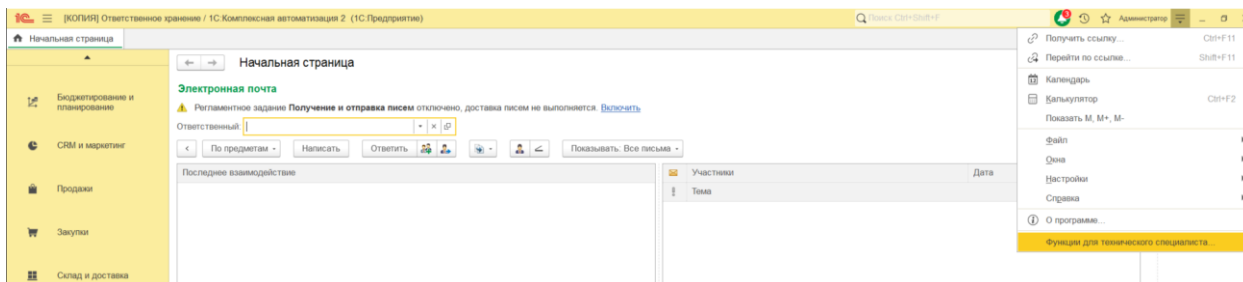 [КОПИЯ] Ответственное хранение / 1С:Комплексная автоматизация 2 (1С:Предприятие)
Поиск Ctrl+Shift+F
3
Администратор
Начальная страница
Бюджетирование и
планирование
CRM и маркетинг
Продажи
Закупки
Склад и доставка
Начальная страница
Электронная почта
Регламентное задание Получение и отправка писем отключено, доставка писем не выполняется. Включить
Ответственный:
По предметам
Написать
Ответить
Показывать: Все письма
Последнее взаимодействие
Участники
Дата
Тема
Получить ссылку... Ctrl+F11
Перейти по ссылке... Shift+F11
Календарь
Калькулятор Ctrl+F2
Показать М, М+, М-
Файл
Окна
Настройки
Справка
О программе...
Функции для технического специалиста...